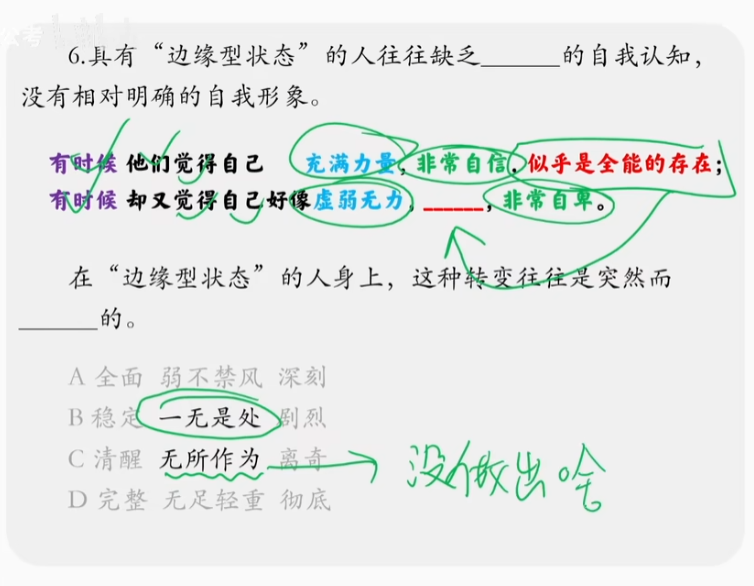 公考
6.具有“边缘型状态”的人往往缺乏______的自我认知，
没有相对明确的自我形象。
有时候 他们觉得自己 充满力量，非常自信，似乎是全能的存在；
有时候 却又觉得自己好像虚弱无力，______，非常自卑。
在“边缘型状态”的人身上，这种转变往往是突然而
______的。
A 全面 弱不禁风 深刻
B 稳定 一无是处 剧烈
C 清醒 无所作为 离奇
没做出啥
D 完整 无足轻重 彻底